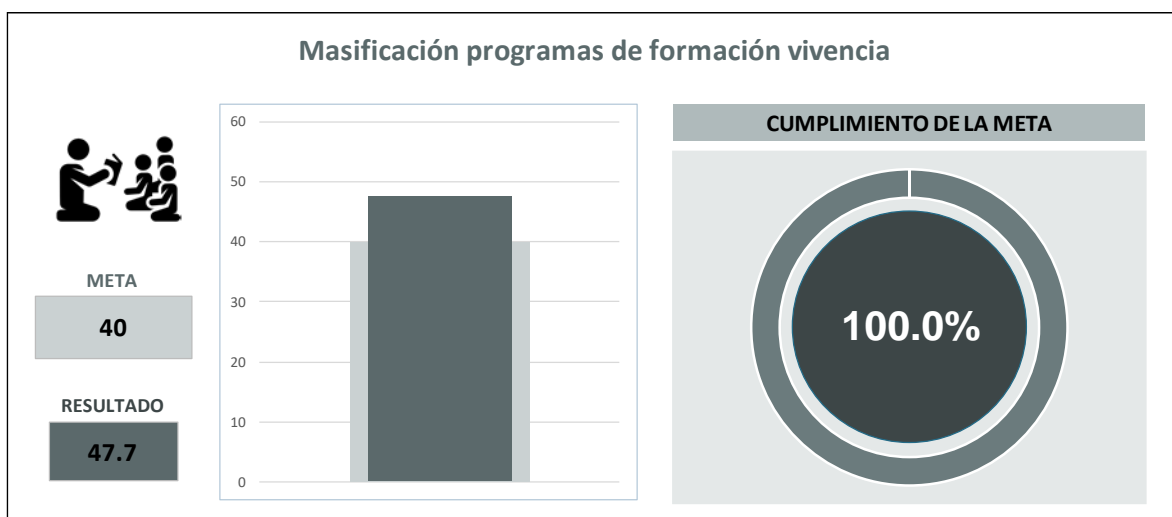 Masificación programas de formación vivencia
META
40
RESULTADO
47.7
60
50
40
30
20
10
0
CUMPLIMIENTO DE LA META
100.0%